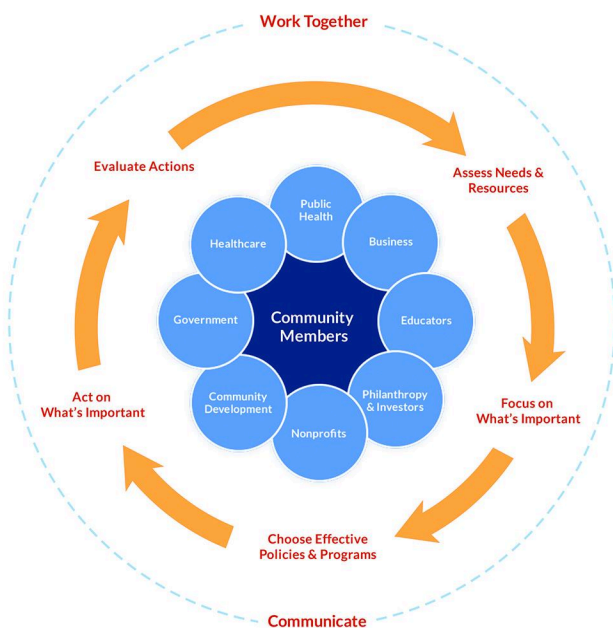 Work Together
Evaluate Actions
Assess Needs &
Resources
Public
Health
Healthcare
Business
Government
Community
Members
Educators
Community
Development
Philanthropy
& Investors
Nonprofits
Act on
What's Important
Focus on
What's Important
Choose Effective
Policies & Programs
Communicate